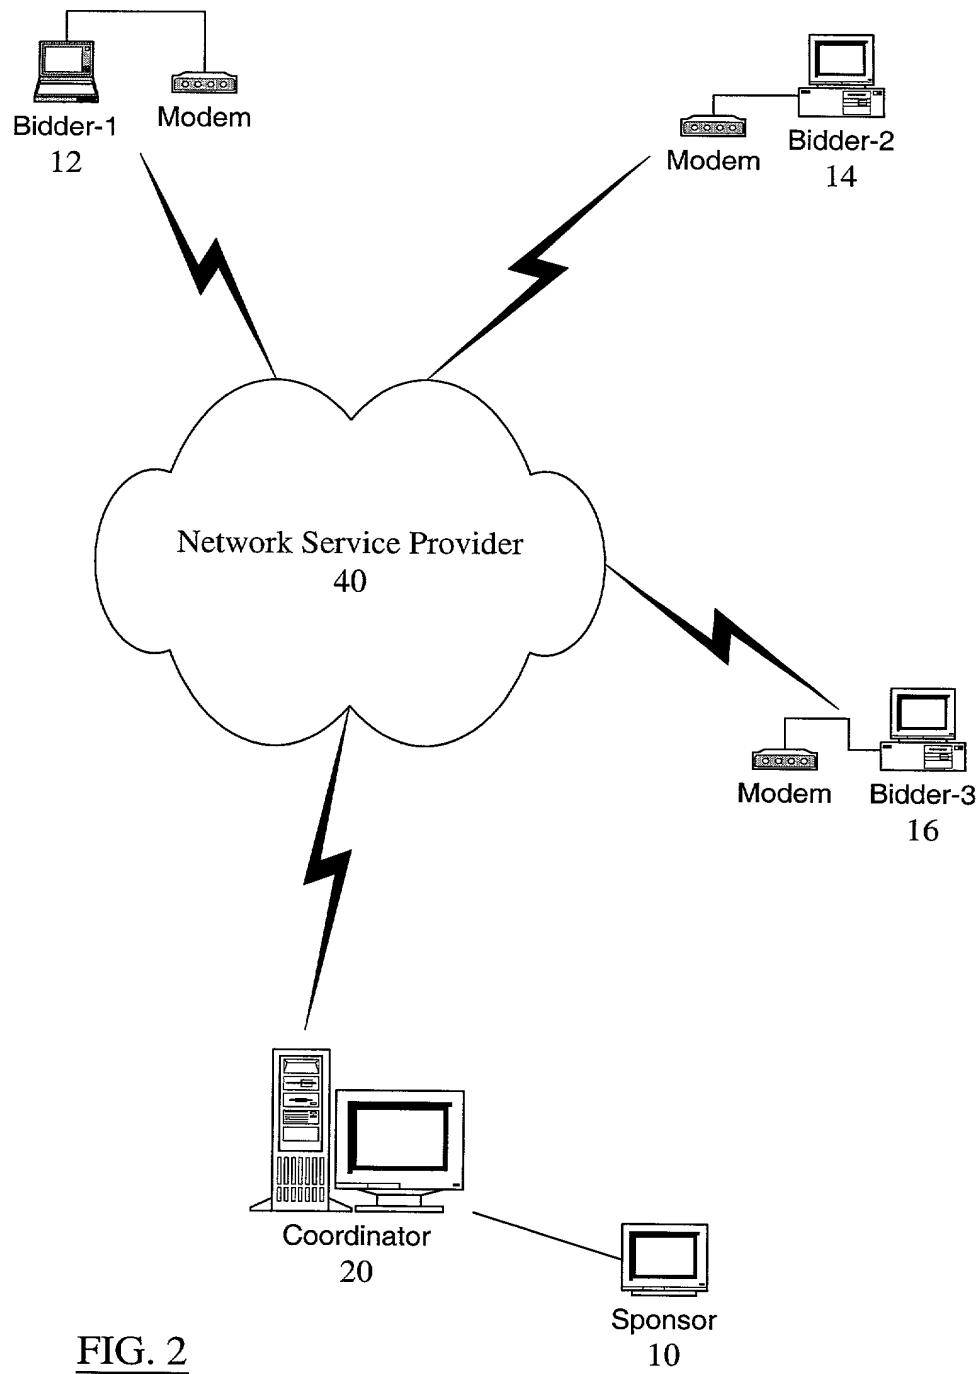 Bidder-1
12
Modem
Modem
Bidder-2
14
Network Service Provider
40
Modem
Bidder-3
16
Coordinator
20
Sponsor
10
FIG. 2